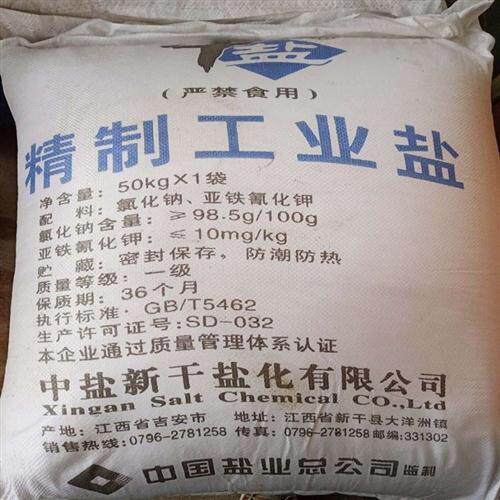 盐
(严禁食用)
精制工业盐
净含量：50kg×1袋
配 料：氯化钠、亚铁氰化钾
氯化钠含量：≥98.5g/100g
亚铁氰化钾：≤10mg/kg
贮 藏：密封保存。防潮防热
质量等级：一级
保质期：36个月
执行标准：GB/T5462
生产许可证号：SD-032
本企业通过质量管理体系认证
中盐新干盐化有限公司
Xingan Salt Chemical CO.,Ltd
产地：江西省吉安市 地址：江西省新干县大洋洲镇
销售热线：0796-2781258 传真：0796-2781258 邮编：331302
中国盐业总公司监制